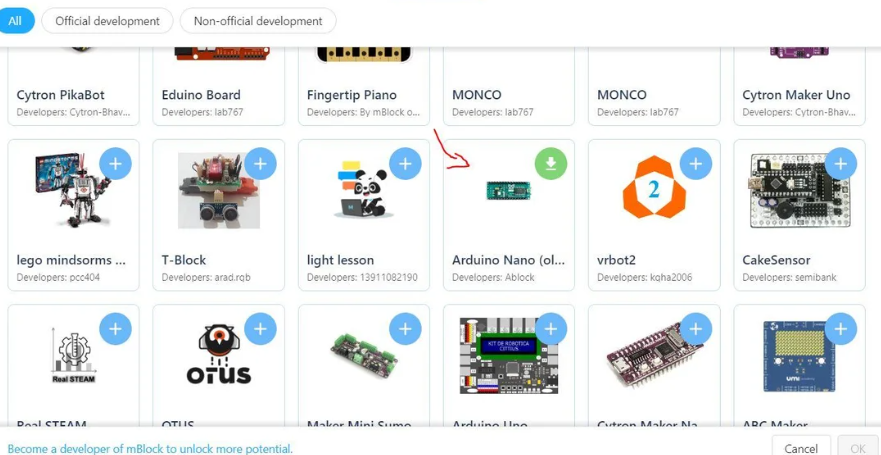 All
Official development
Non-official development
Cytron PikaBot
Developers: Cytron-Bhav...
Eduino Board
Developers: lab767
Fingertip Piano
Developers: By mBlock o...
MONCO
Developers: lab767
MONCO
Developers: lab767
Cytron Maker Uno
Developers: Cytron-Bhav...
lego mindsorms ...
Developers: pcc404
T-Block
Developers: arad.rqb
light lesson
Developers: 13911082190
Arduino Nano (ol...
Developers: Ablock
2
vrbot2
Developers: kqha2006
CakeSensor
Developers: semibank
Real STEAM
Real STEAM
OTUS
OTUS
Maker Mini Sumo
KIT DE ROBOTICA
Arduino Uno
Cytron Maker Na
umi
ABC Maker
Become a developer of mBlock to unlock more potential.
Cancel
OK